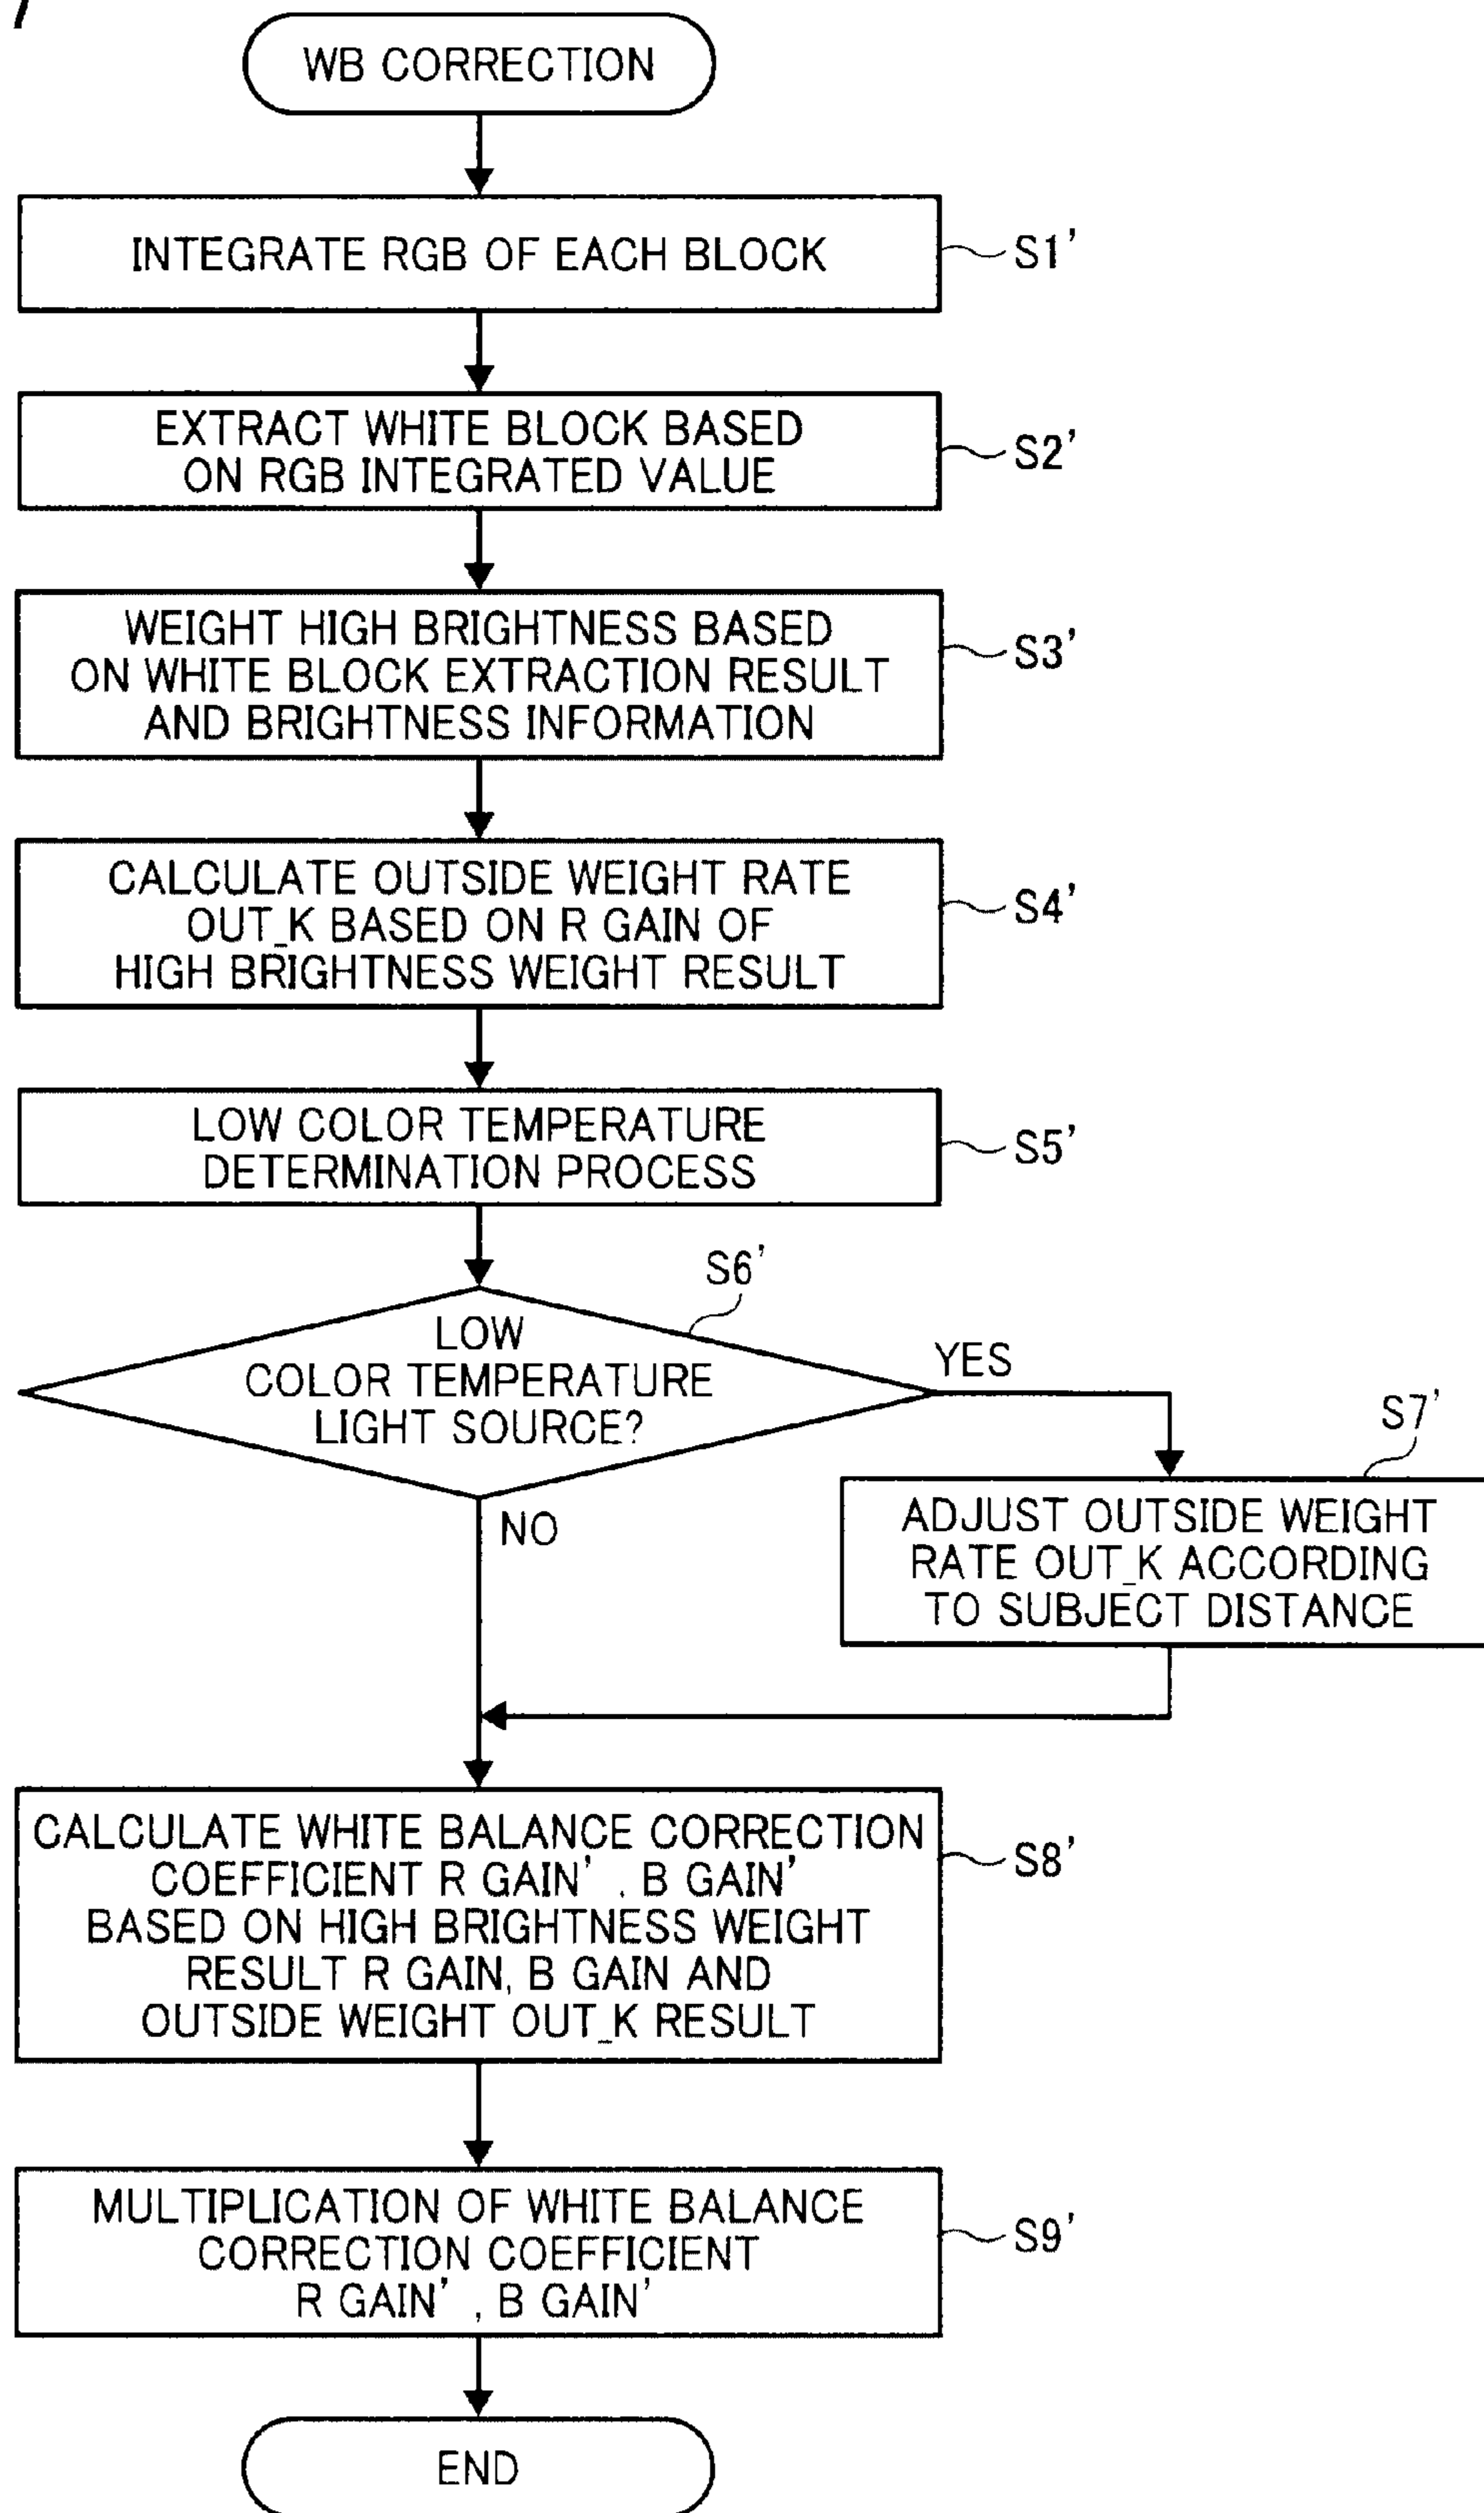 WB CORRECTION
INTEGRATE RGB OF EACH BLOCK
S1'
EXTRACT WHITE BLOCK BASED
ON RGB INTEGRATED VALUE
S2'
WEIGHT HIGH BRIGHTNESS BASED
ON WHITE BLOCK EXTRACTION RESULT
AND BRIGHTNESS INFORMATION
S3'
CALCULATE OUTSIDE WEIGHT RATE
OUT_K BASED ON R GAIN OF
HIGH BRIGHTNESS WEIGHT RESULT
S4'
LOW COLOR TEMPERATURE
DETERMINATION PROCESS
S5'
S6'
LOW
COLOR TEMPERATURE
LIGHT SOURCE?
YES
NO
S7'
ADJUST OUTSIDE WEIGHT
RATE OUT_K ACCORDING
TO SUBJECT DISTANCE
CALCULATE WHITE BALANCE CORRECTION
COEFFICIENT R GAIN' , B GAIN'
BASED ON HIGH BRIGHTNESS WEIGHT
RESULT R GAIN, B GAIN AND
OUTSIDE WEIGHT OUT_K RESULT
S8'
MULTIPLICATION OF WHITE BALANCE
CORRECTION COEFFICIENT
R GAIN' , B GAIN'
S9'
END